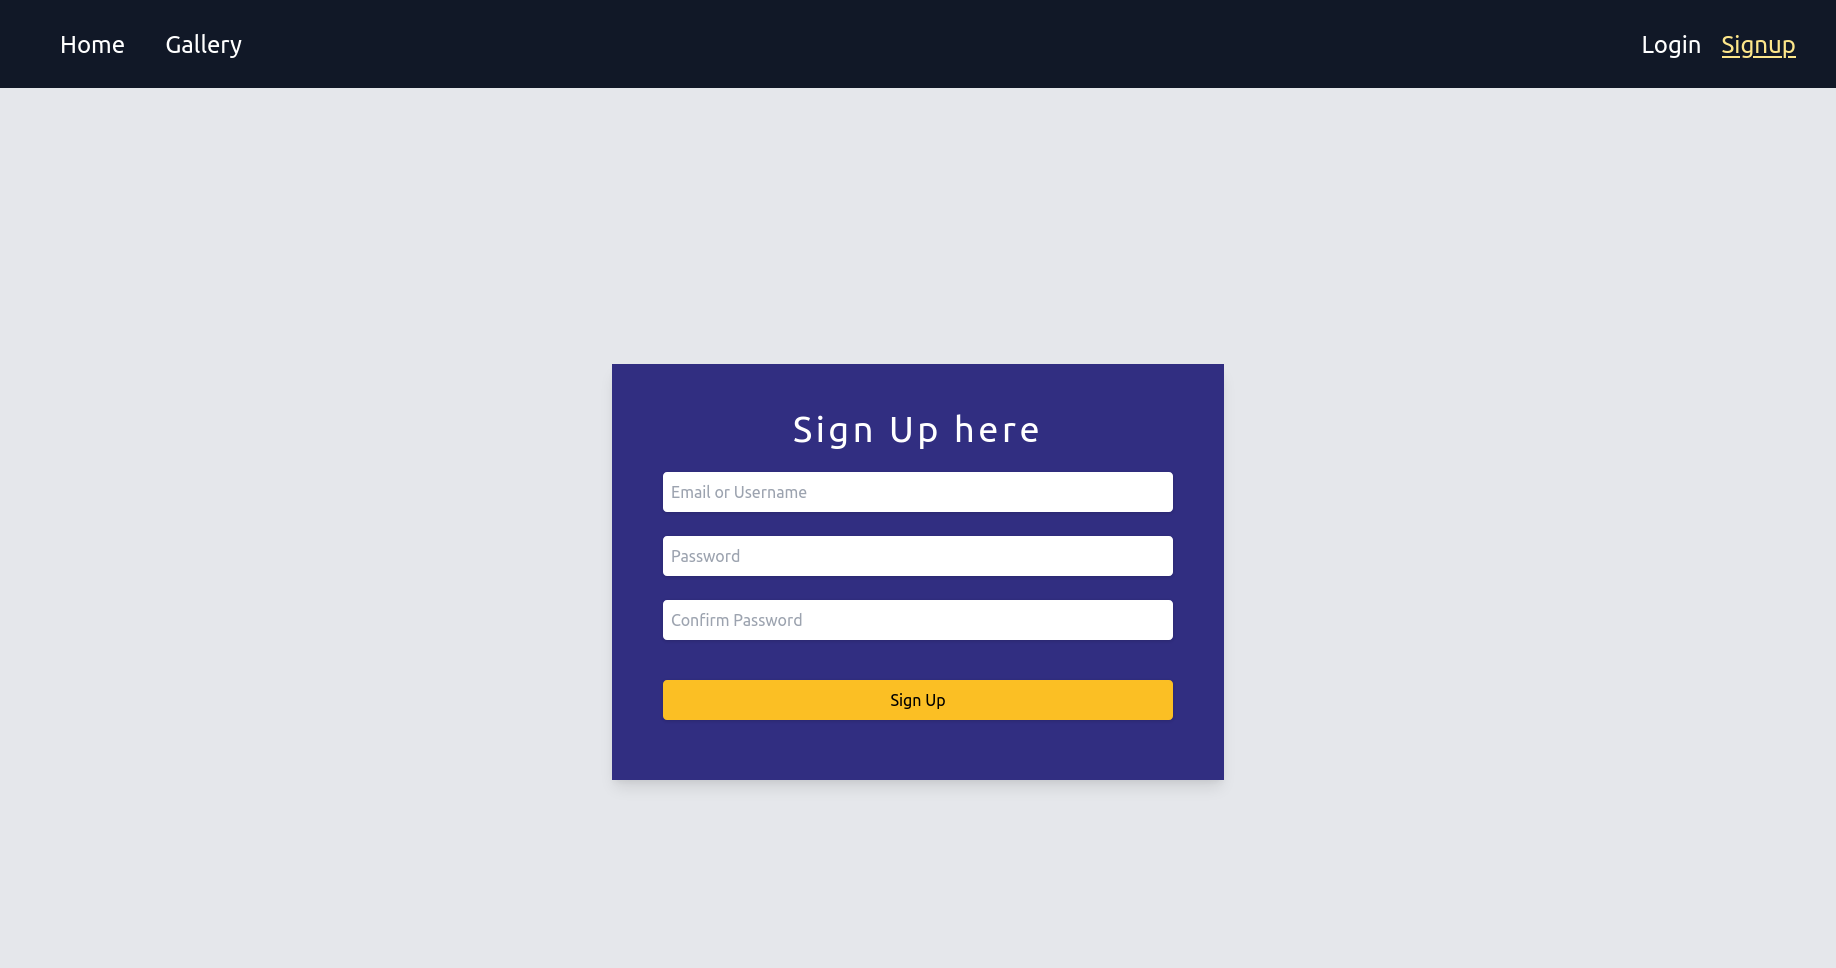 Home Gallery Login Signup
Sign Up here
Email or Username
Password
Confirm Password
Sign Up